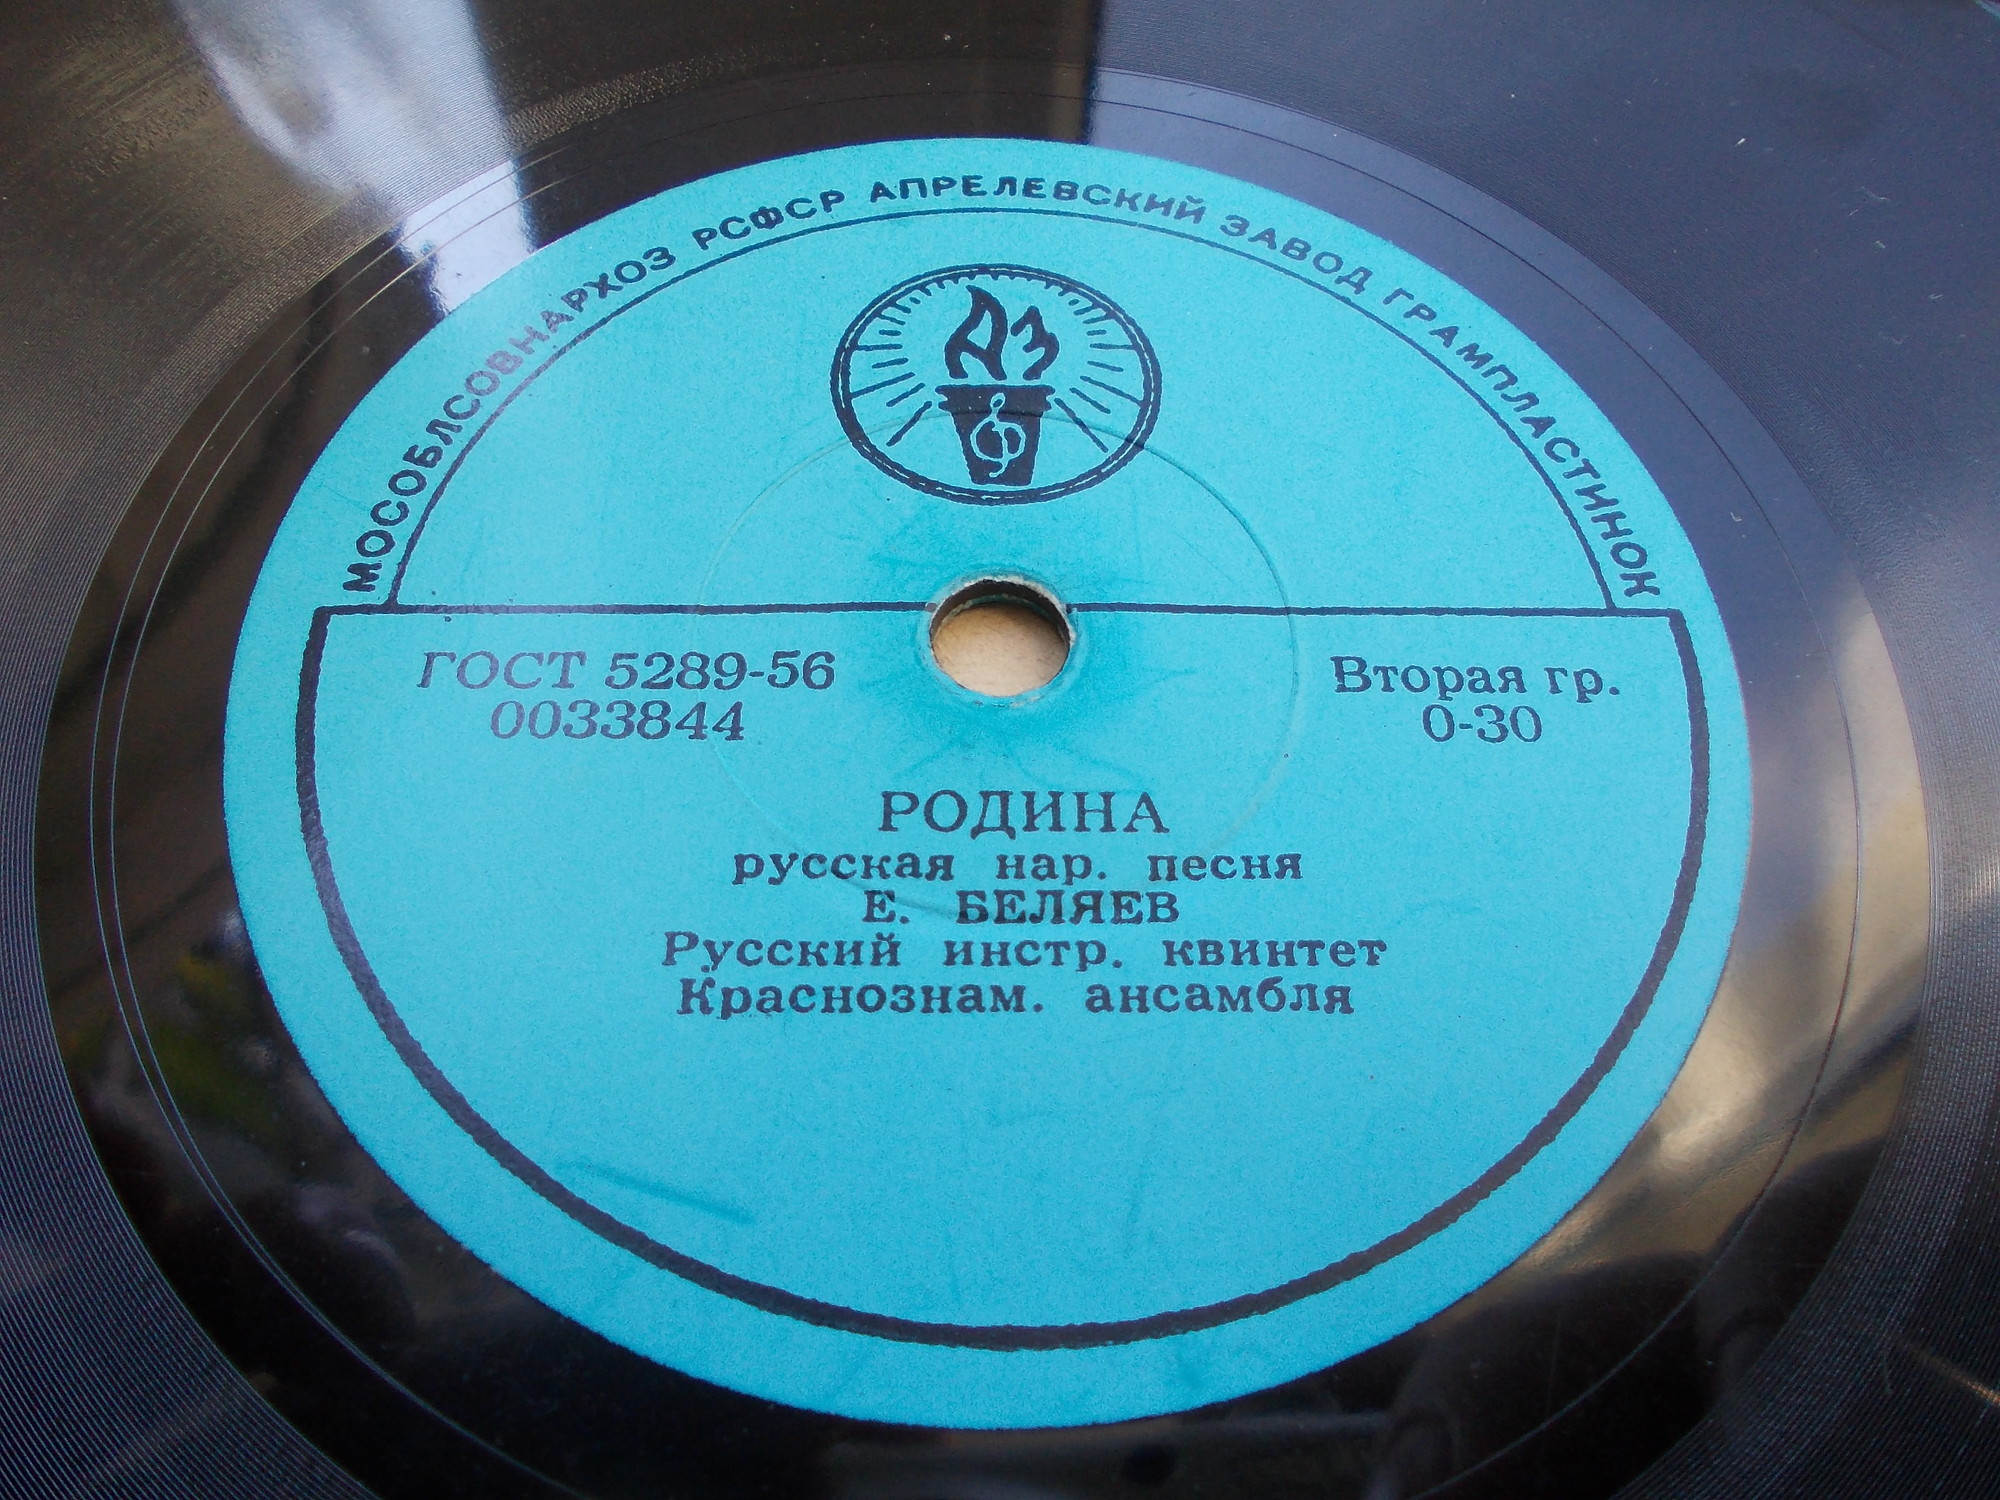 МОСОБЛСОВНАРХОЗ РСФСР АПРЕЛЕВСКИЙ ЗАВОД ГРАМПЛАСТИНОК
АЗ
ГОСТ 5289-56
0033844
Вторая гр.
0-30
РОДИНА
русская нар. песня
Е. БЕЛЯЕВ
Русский инстр. квинтет
Краснознам. ансамбля